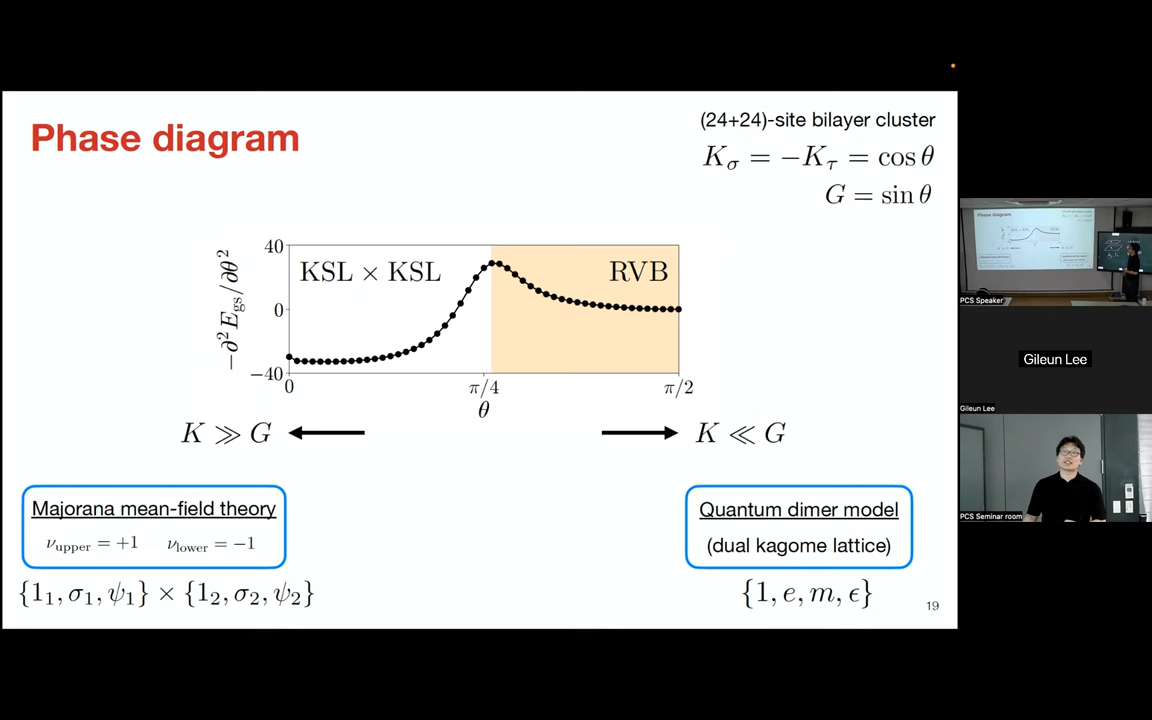 Phase diagram
(24+24)-site bilayer cluster
K_σ = −K_τ = cos θ
G = sin θ
−∂²E_gs/∂θ²
40
0
−40
KSL × KSL
RVB
0
π/4
π/2
θ
K ≫ G
K ≪ G
Majorana mean-field theory
ν_upper = +1 ν_lower = −1
{1₁, σ₁, ψ₁} × {1₂, σ₂, ψ₂}
Quantum dimer model
(dual kagome lattice)
{1, e, m, ϵ}
19
Phase diagram
PCS Speaker
Gileun Lee
Gileun Lee
PCS Seminar room